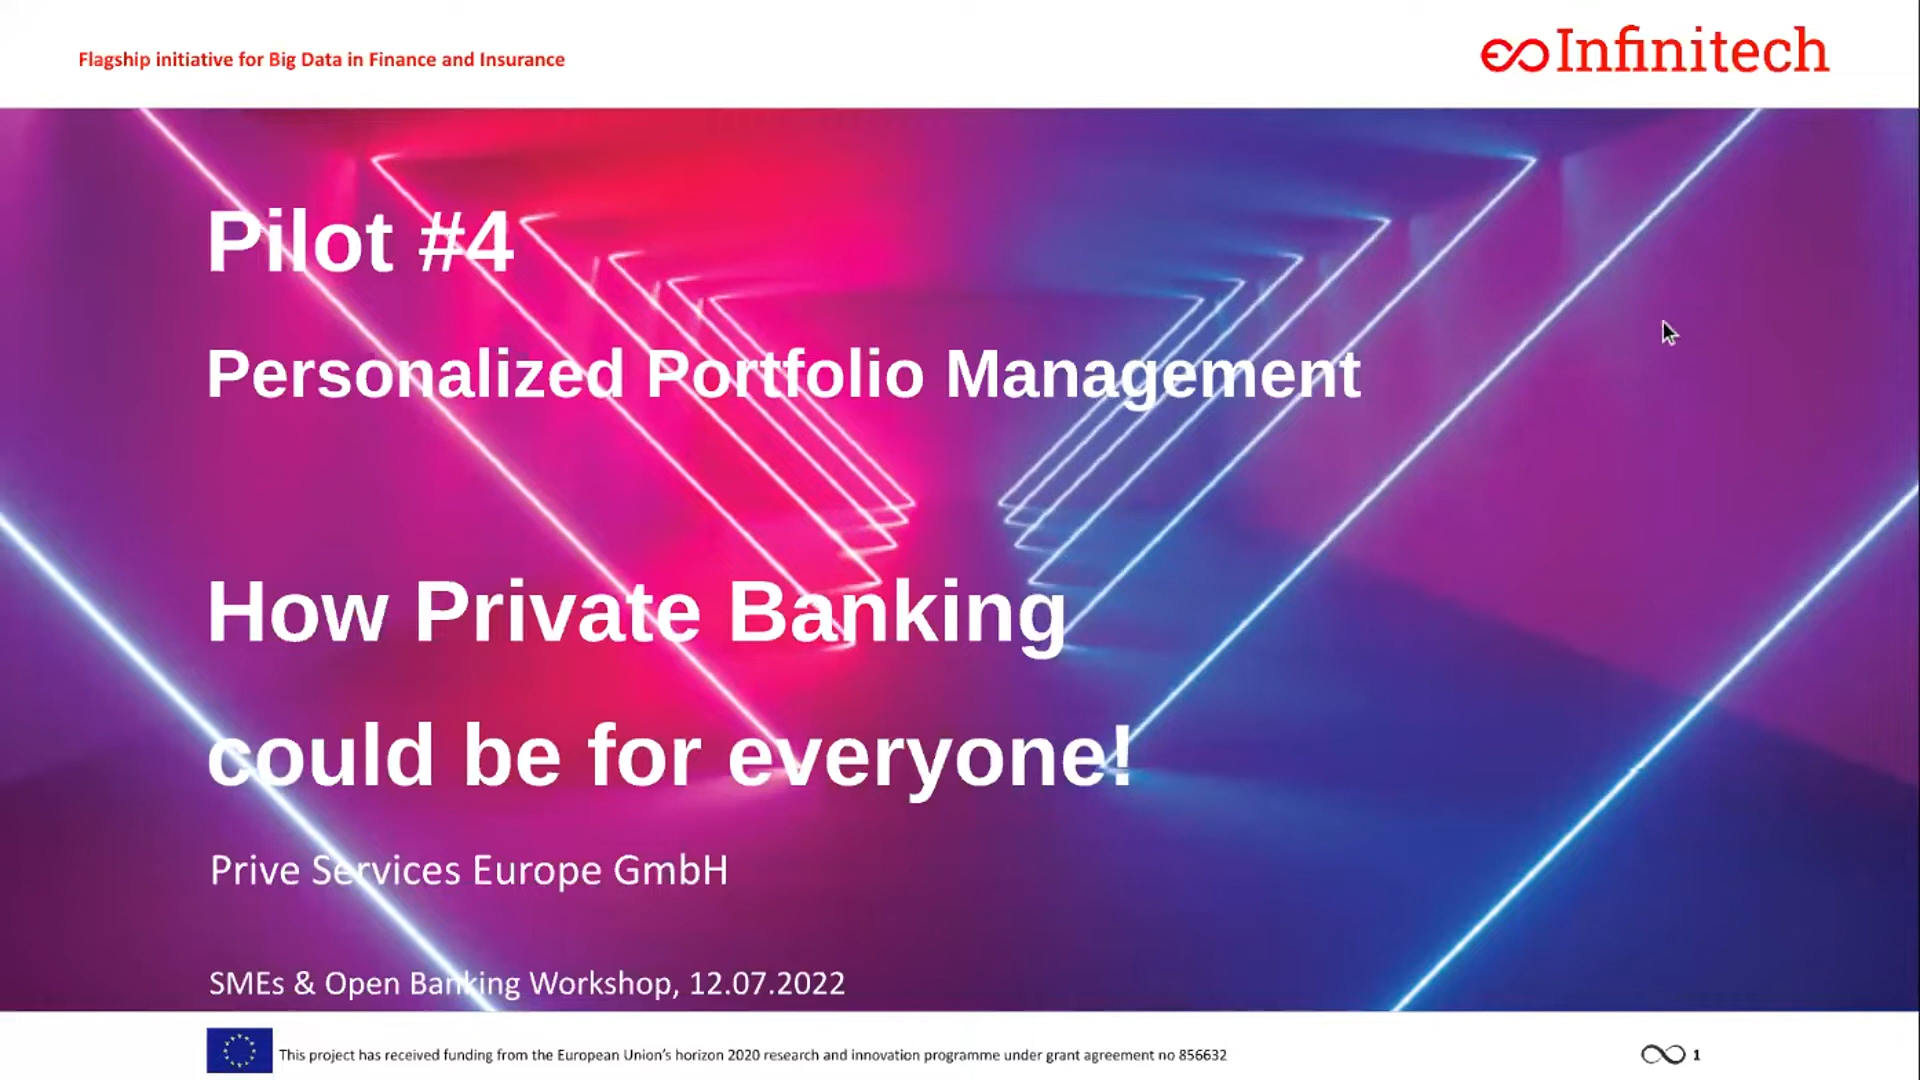 Flagship initiative for Big Data in Finance and Insurance
Infinitech
Pilot #4
Personalized Portfolio Management
How Private Banking
could be for everyone!
Prive Services Europe GmbH
SMEs & Open Banking Workshop, 12.07.2022
This project has received funding from the European Union’s horizon 2020 research and innovation programme under grant agreement no 856632
1